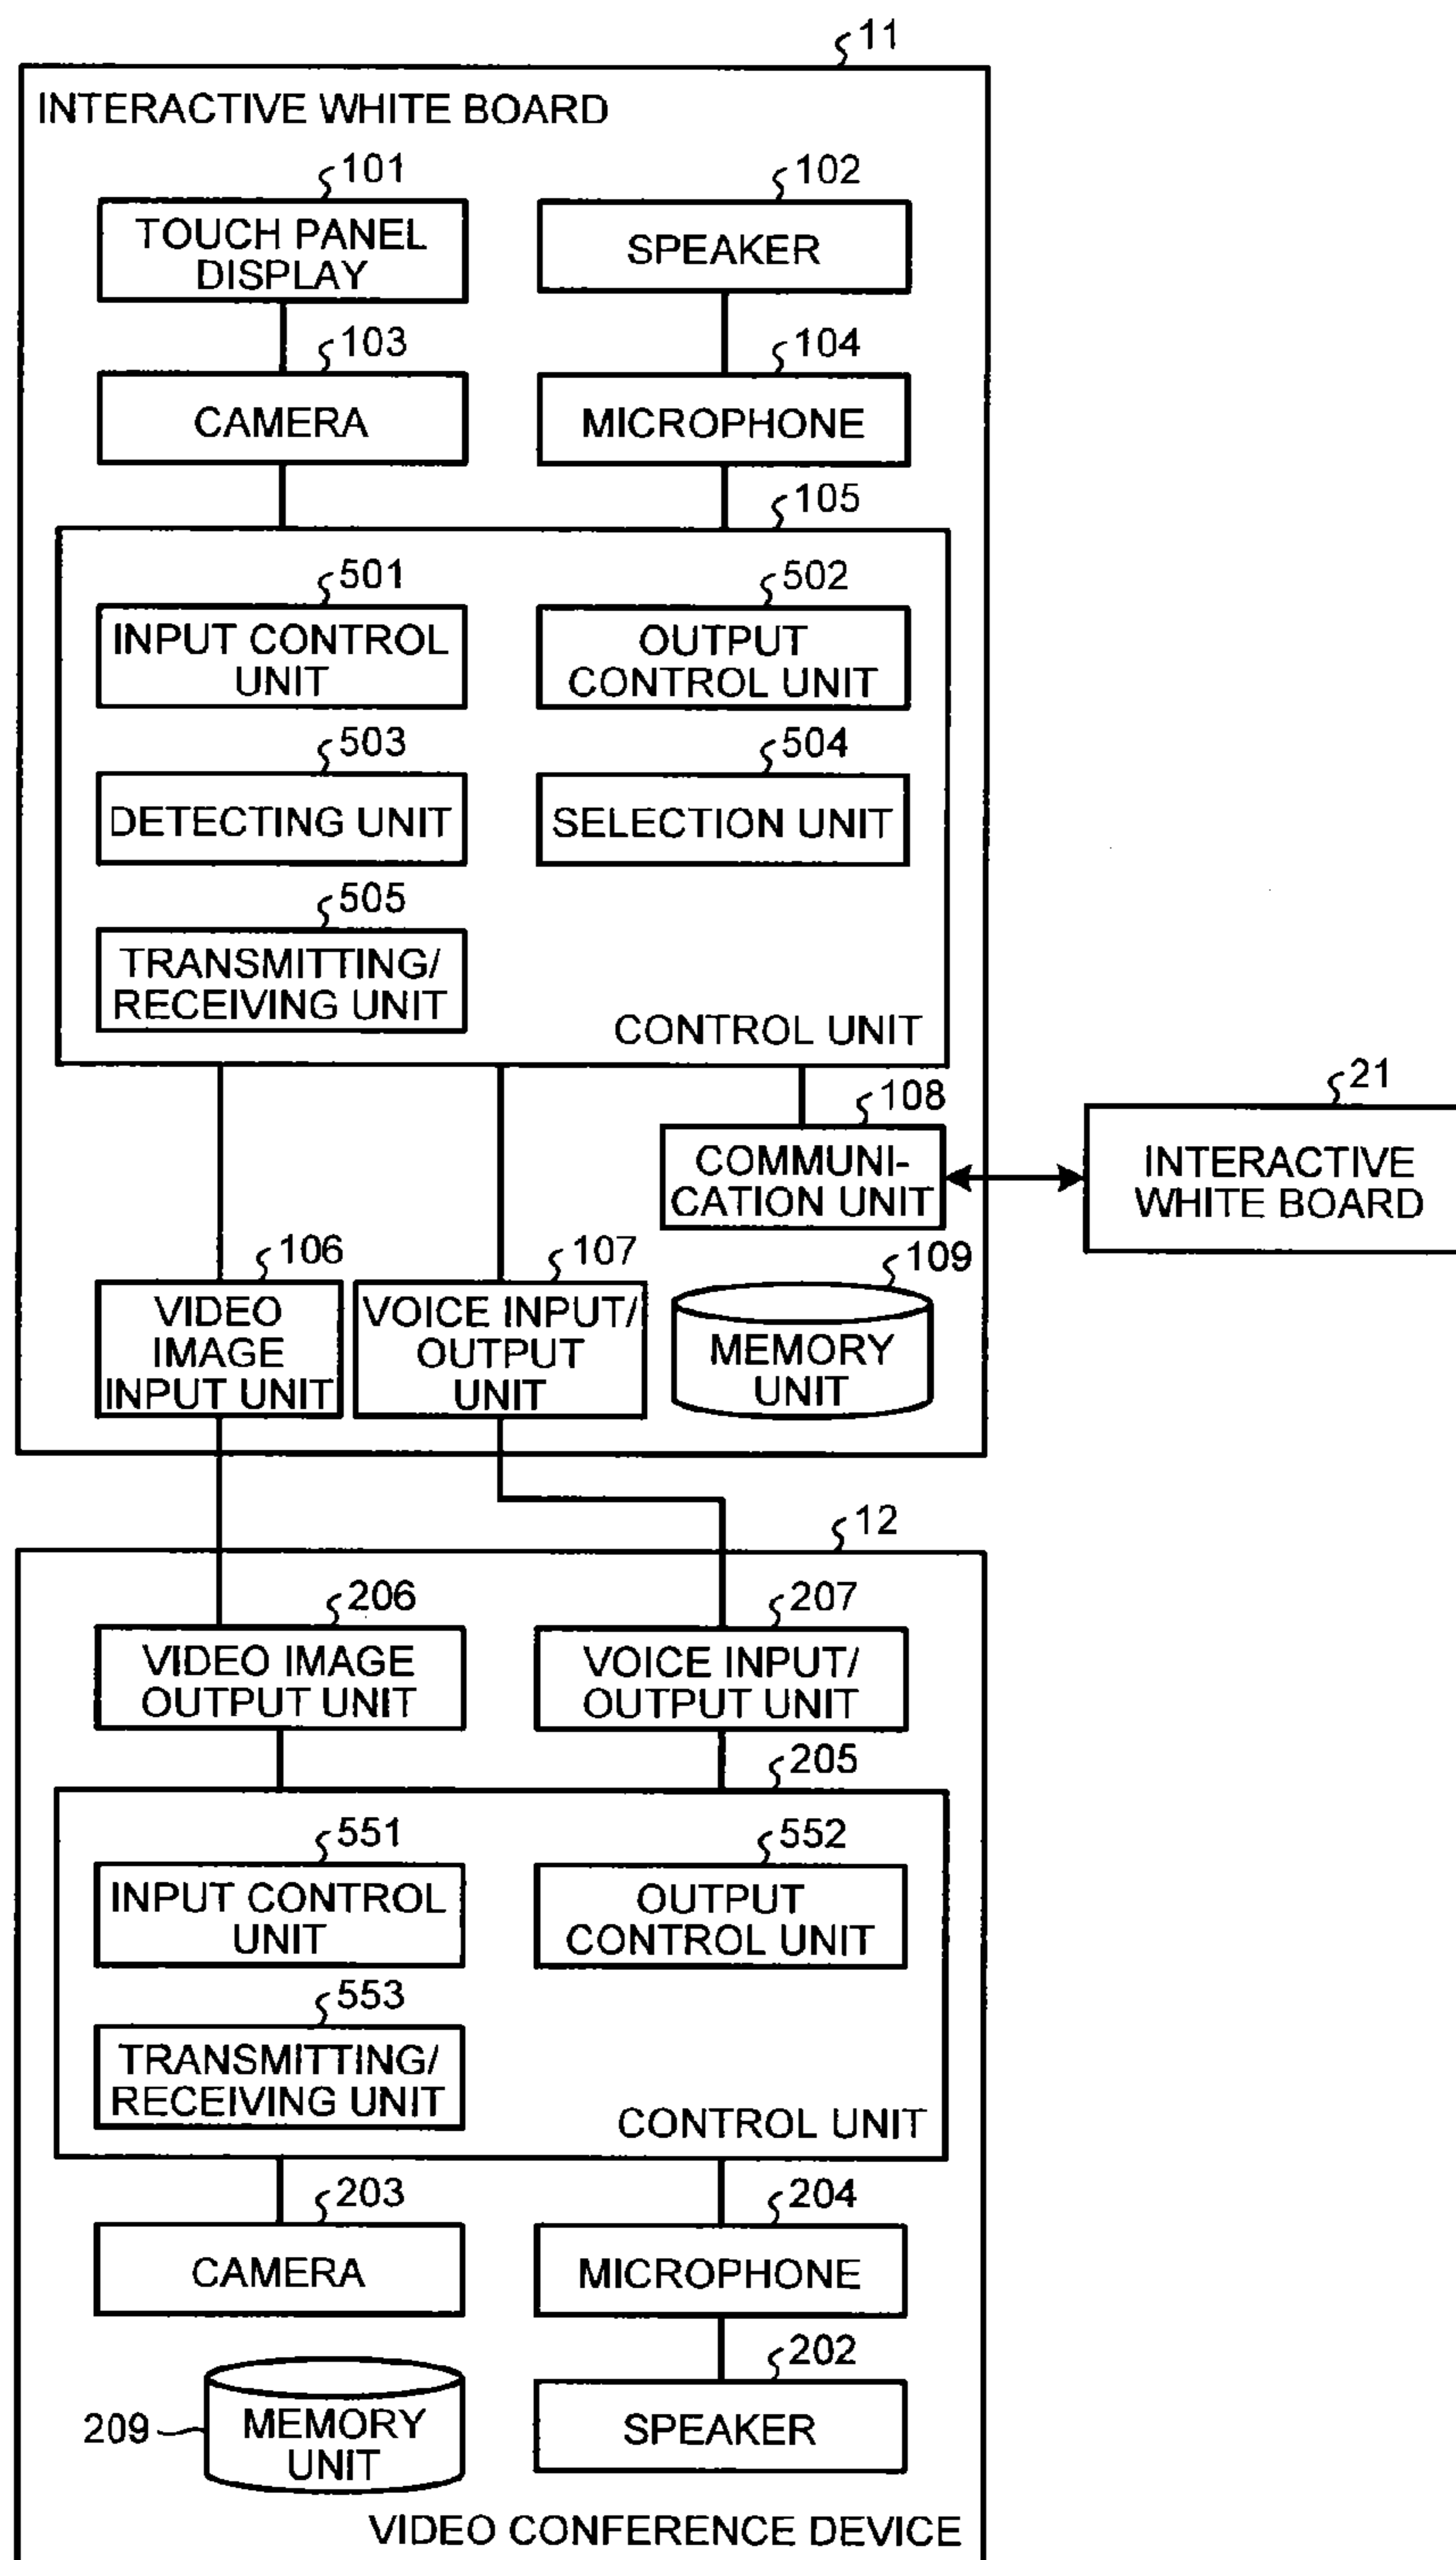 11
INTERACTIVE WHITE BOARD
101
102
TOUCH PANEL
DISPLAY
SPEAKER
103
104
CAMERA
MICROPHONE
105
501
502
INPUT CONTROL
UNIT
OUTPUT
CONTROL UNIT
503
504
DETECTING UNIT
SELECTION UNIT
505
TRANSMITTING/
RECEIVING UNIT
CONTROL UNIT
108
21
COMMUNI-
CATION UNIT
INTERACTIVE
WHITE BOARD
106
107
109
VIDEO
IMAGE
INPUT UNIT
VOICE INPUT/
OUTPUT
UNIT
MEMORY
UNIT
12
206
207
VIDEO IMAGE
OUTPUT UNIT
VOICE INPUT/
OUTPUT UNIT
205
551
552
INPUT CONTROL
UNIT
OUTPUT
CONTROL UNIT
553
TRANSMITTING/
RECEIVING UNIT
CONTROL UNIT
203
204
CAMERA
MICROPHONE
202
209
MEMORY
UNIT
SPEAKER
VIDEO CONFERENCE DEVICE